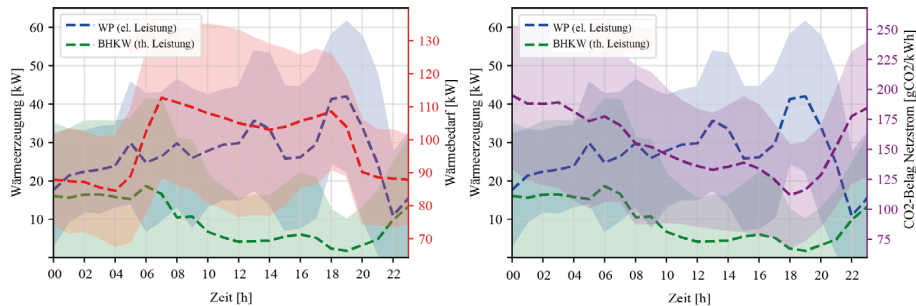 60
50
40
30
20
10
Wärmeerzeugung [kW]
WP (el. Leistung)
BHKW (th. Leistung)
130
120
110
100
90
80
70
Wärmebedarf [kW]
00 02 04 06 08 10 12 14 16 18 20 22
Zeit [h]
60
50
40
30
20
10
Wärmeerzeugung [kW]
WP (el. Leistung)
BHKW (th. Leistung)
250
225
200
175
150
125
100
75
CO2-Belag Netzstrom [gCO2/kWh]
00 02 04 06 08 10 12 14 16 18 20 22
Zeit [h]